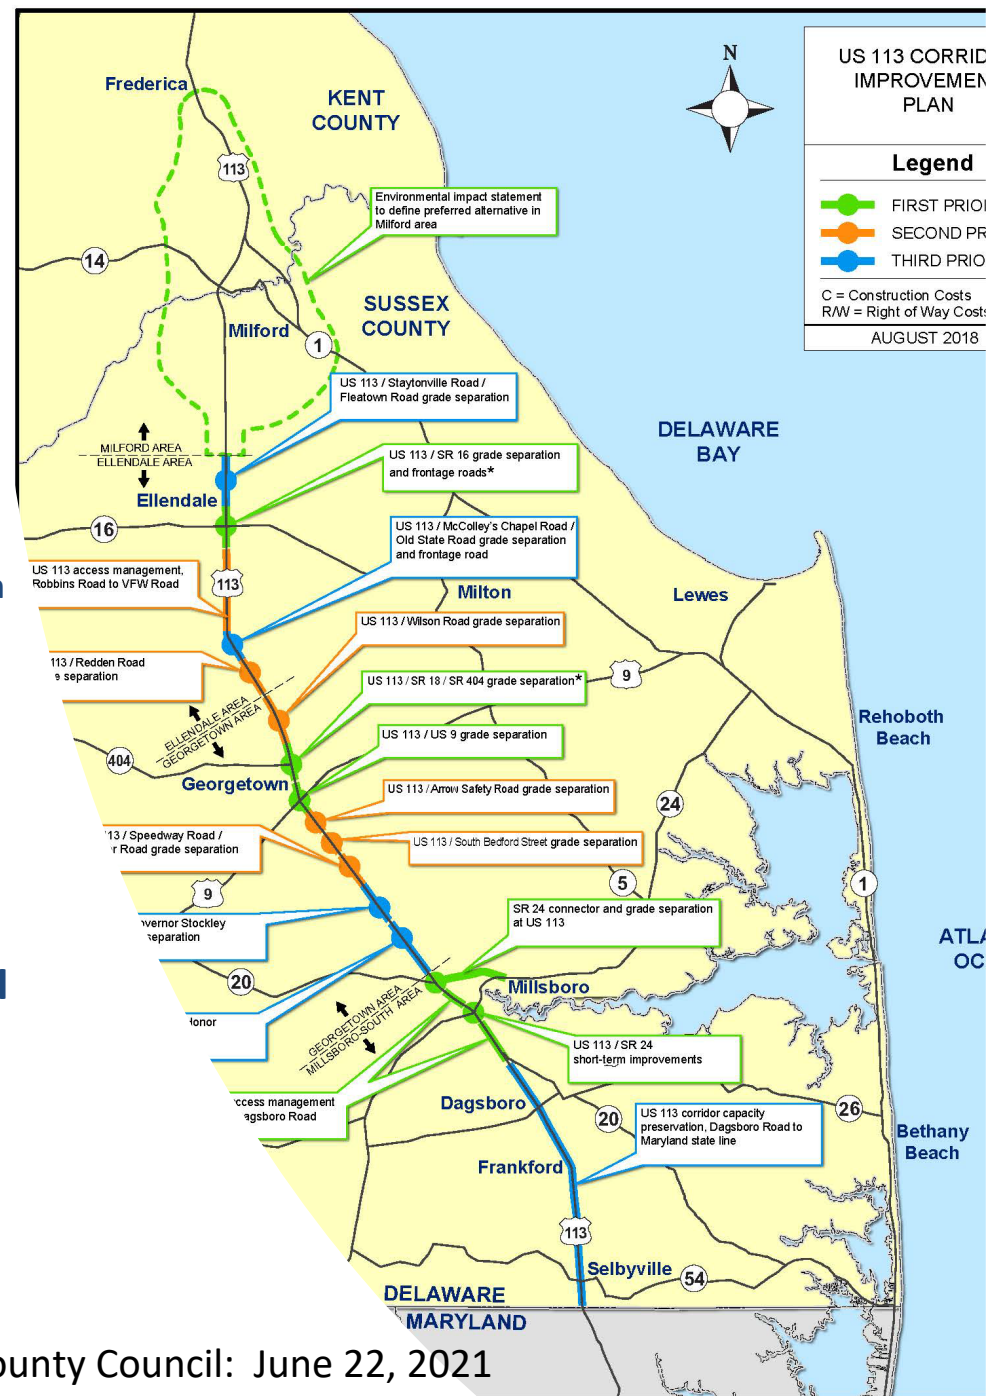 N
US 113 CORRID
IMPROVEMEN
PLAN
Legend
FIRST PRIO
SECOND PR
THIRD PRIO
C = Construction Costs
R/W = Right of Way Costs
AUGUST 2018
Frederica
KENT
COUNTY
113
Environmental impact statement
to define preferred alternative in
Milford area
14
SUSSEX
COUNTY
Milford
1
US 113 / Staytonville Road /
Fleatown Road grade separation
DELAWARE
BAY
MILFORD AREA
ELLENDALE AREA
US 113 / SR 16 grade separation
and frontage roads*
Ellendale
16
US 113 / McColley's Chapel Road /
Old State Road grade separation
and frontage road
US 113 access management,
Robbins Road to VFW Road
113
Milton
Lewes
US 113 / Wilson Road grade separation
113 / Redden Road
e separation
US 113 / SR 18 / SR 404 grade separation*
9
ELLENDALE AREA
GEORGETOWN AREA
Rehoboth
Beach
US 113 / US 9 grade separation
404
Georgetown
US 113 / Arrow Safety Road grade separation
24
13 / Speedway Road /
r Road grade separation
US 113 / South Bedford Street grade separation
5
1
9
SR 24 connector and grade separation
at US 113
overnor Stockley
separation
ATLA
OC
20
Millsboro
GEORGETOWN AREA
MILLSBORO-SOUTH AREA
Honor
US 113 / SR 24
short-term improvements
ccess management
agsboro Road
Dagsboro
20
US 113 corridor capacity
preservation, Dagsboro Road to
Maryland state line
26
Bethany
Beach
Frankford
113
Selbyville
54
DELAWARE
MARYLAND
ounty Council: June 22, 2021